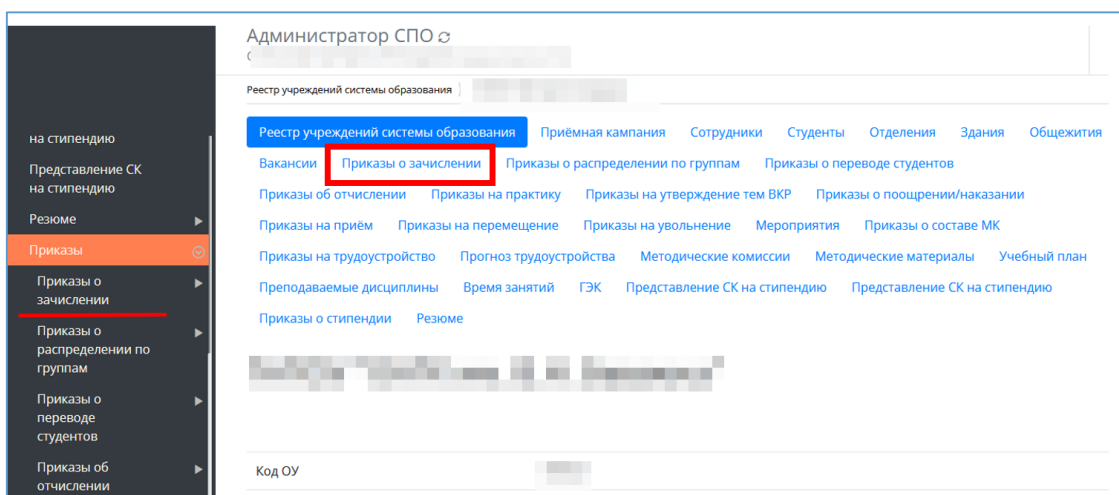 Администратор СПО
Реестр учреждений системы образования
на стипендию
Представление СК
на стипендию
Резюме
Приказы
Приказы о
зачислении
Приказы о
распределении по
группам
Приказы о
переводе
студентов
Приказы об
отчислении
Реестр учреждений системы образования Приёмная кампания Сотрудники Студенты Отделения Здания Общежития
Вакансии Приказы о зачислении Приказы о распределении по группам Приказы о переводе студентов
Приказы об отчислении Приказы на практику Приказы на утверждение тем ВКР Приказы о поощрении/наказании
Приказы на приём Приказы на перемещение Приказы на увольнение Мероприятия Приказы о составе МК
Приказы на трудоустройство Прогноз трудоустройства Методические комиссии Методические материалы Учебный план
Преподаваемые дисциплины Время занятий ГЭК Представление СК на стипендию Представление СК на стипендию
Приказы о стипендии Резюме
Код ОУ